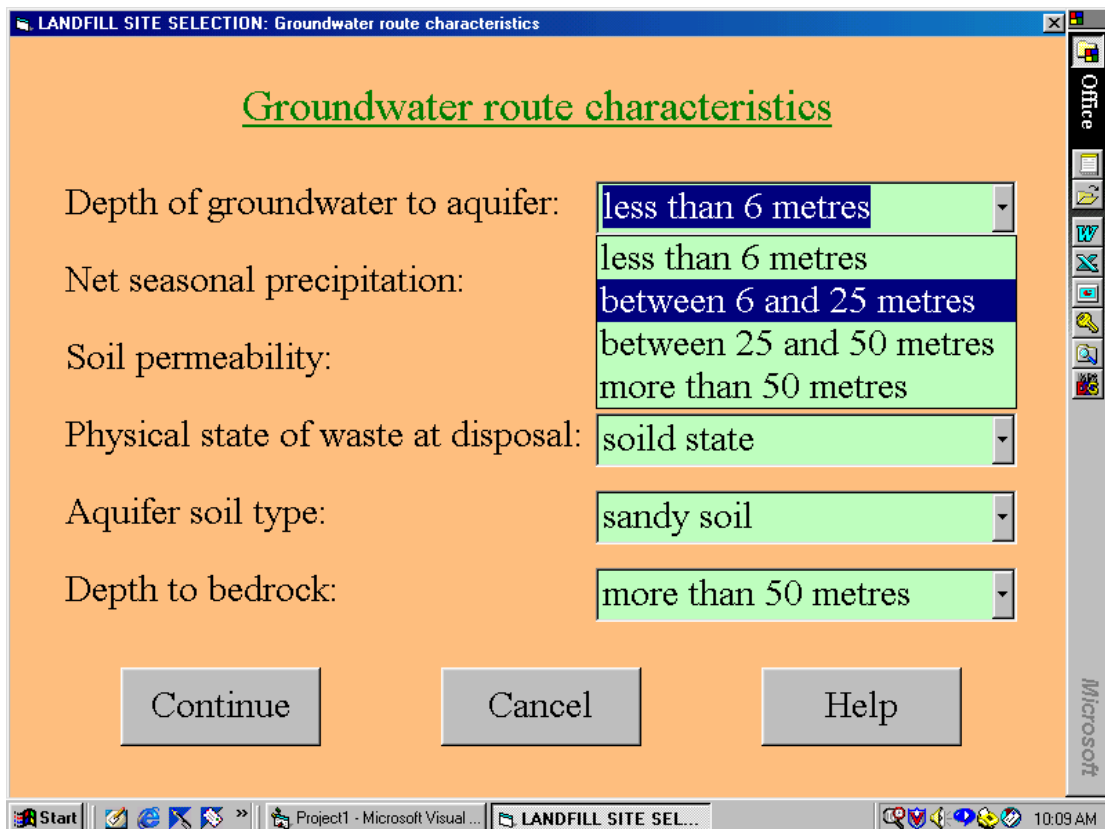 LANDFILL SITE SELECTION: Groundwater route characteristics
Office
Groundwater route characteristics
Depth of groundwater to aquifer:
less than 6 metres
less than 6 metres
between 6 and 25 metres
between 25 and 50 metres
more than 50 metres
Net seasonal precipitation:
Soil permeability:
Physical state of waste at disposal:
soild state
Aquifer soil type:
sandy soil
Depth to bedrock:
more than 50 metres
Continue
Cancel
Help
Microsoft
Start
»
Project1 - Microsoft Visual ...
LANDFILL SITE SEL...
10:09 AM